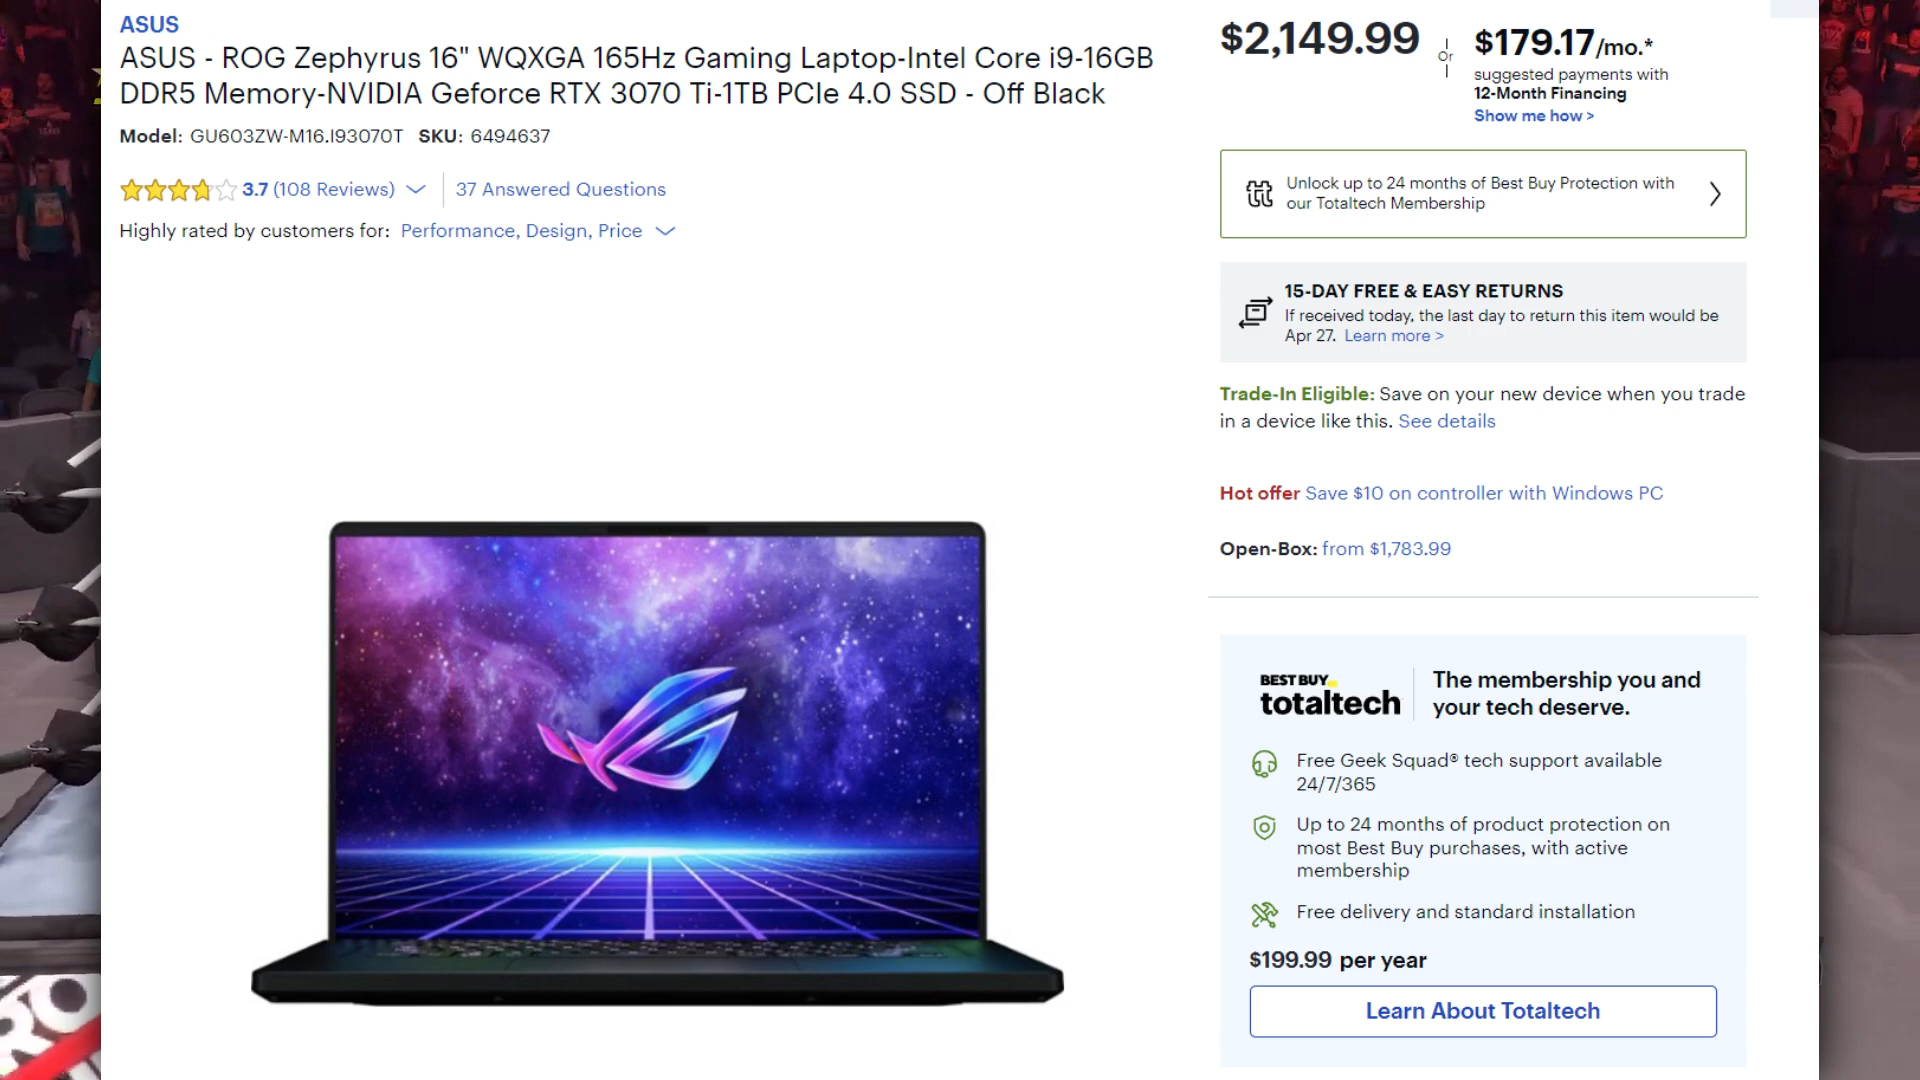 ASUS
ASUS - ROG Zephyrus 16" WQXGA 165Hz Gaming Laptop-Intel Core i9-16GB
DDR5 Memory-NVIDIA Geforce RTX 3070 Ti-1TB PCIe 4.0 SSD - Off Black
Model: GU603ZW-M16.I93070T SKU: 6494637
3.7 (108 Reviews) 37 Answered Questions
Highly rated by customers for: Performance, Design, Price
$2,149.99
Or
$179.17/mo.*
suggested payments with
12-Month Financing
Show me how >
Unlock up to 24 months of Best Buy Protection with
our Totaltech Membership
15-DAY FREE & EASY RETURNS
If received today, the last day to return this item would be
Apr 27. Learn more >
Trade-In Eligible: Save on your new device when you trade
in a device like this. See details
Hot offer Save $10 on controller with Windows PC
Open-Box: from $1,783.99
BEST BUY
totaltech
The membership you and
your tech deserve.
Free Geek Squad® tech support available
24/7/365
Up to 24 months of product protection on
most Best Buy purchases, with active
membership
Free delivery and standard installation
$199.99 per year
Learn About Totaltech